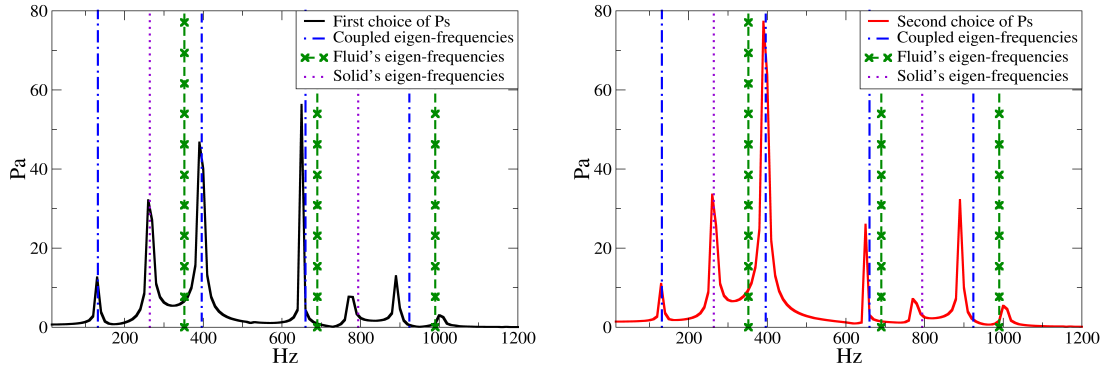 80
60
40
20
0
Pa
200
400
600
800
1000
1200
Hz
First choice of Ps
Coupled eigen-frequencies
Fluid's eigen-frequencies
Solid's eigen-frequencies
80
60
40
20
0
Pa
200
400
600
800
1000
1200
Hz
Second choice of Ps
Coupled eigen-frequencies
Fluid's eigen-frequencies
Solid's eigen-frequencies